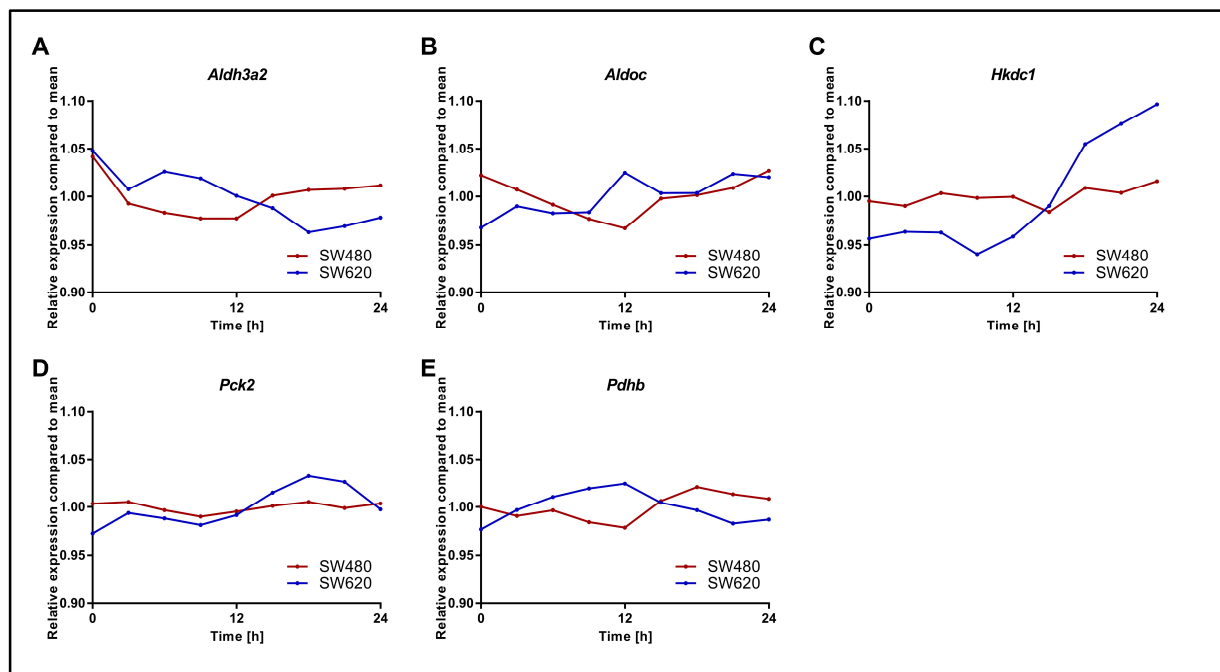 A
Aldh3a2
Relative expression compared to mean
1.10
1.05
1.00
0.95
0.90
SW480
SW620
0
12
24
Time [h]
B
Aldoc
Relative expression compared to mean
1.10
1.05
1.00
0.95
0.90
SW480
SW620
0
12
24
Time [h]
C
Hkdc1
Relative expression compared to mean
1.10
1.05
1.00
0.95
0.90
SW480
SW620
0
12
24
Time [h]
D
Pck2
Relative expression compared to mean
1.10
1.05
1.00
0.95
0.90
SW480
SW620
0
12
24
Time [h]
E
Pdhb
Relative expression compared to mean
1.10
1.05
1.00
0.95
0.90
SW480
SW620
0
12
24
Time [h]